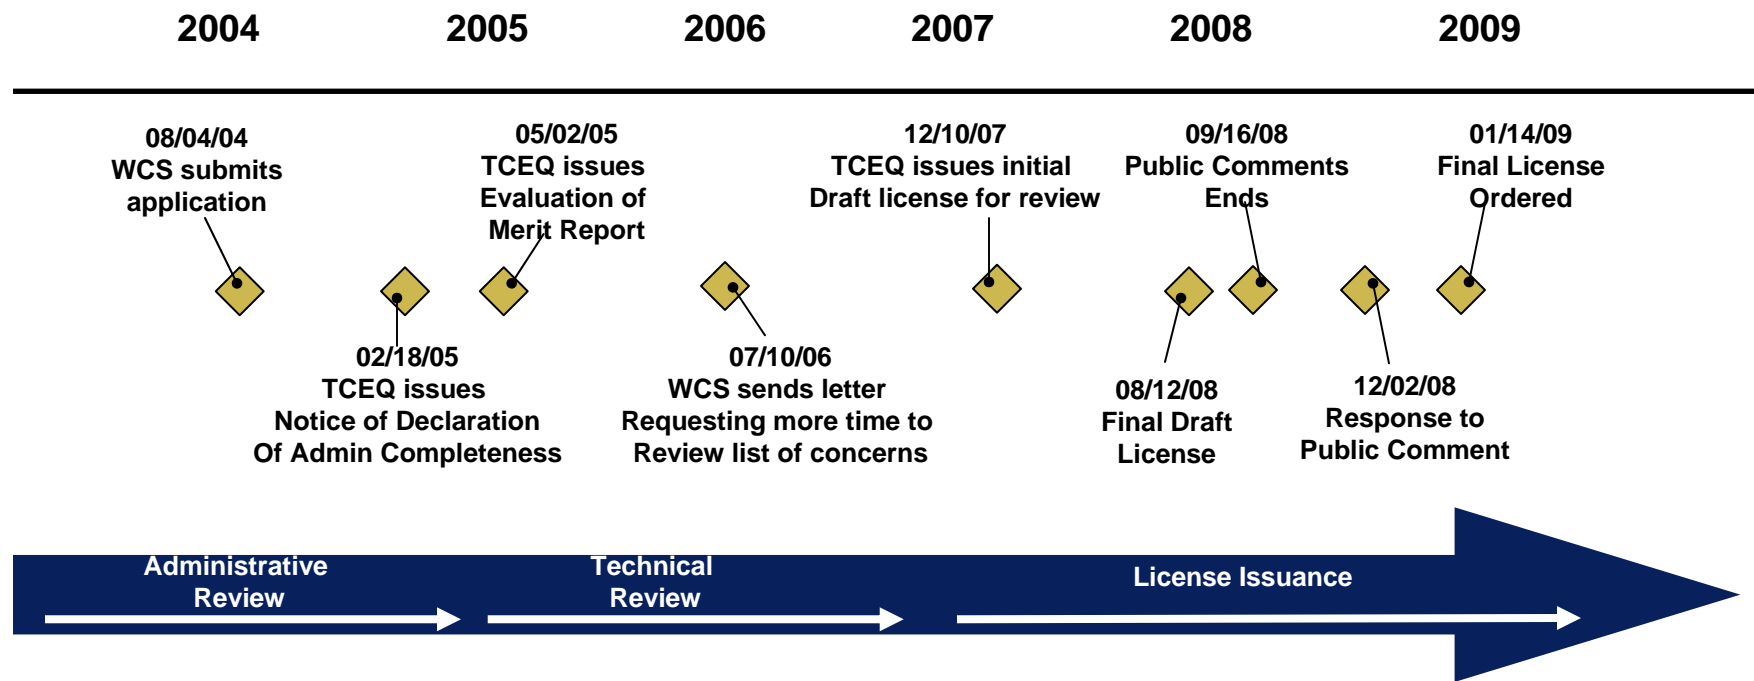 2004 2005 2006 2007 2008 2009
08/04/04
WCS submits
application
05/02/05
TCEQ issues
Evaluation of
Merit Report
12/10/07
TCEQ issues initial
Draft license for review
09/16/08
Public Comments
Ends
01/14/09
Final License
Ordered
02/18/05
TCEQ issues
Notice of Declaration
Of Admin Completeness
07/10/06
WCS sends letter
Requesting more time to
Review list of concerns
08/12/08
Final Draft
License
12/02/08
Response to
Public Comment
Administrative
Review
Technical
Review
License Issuance